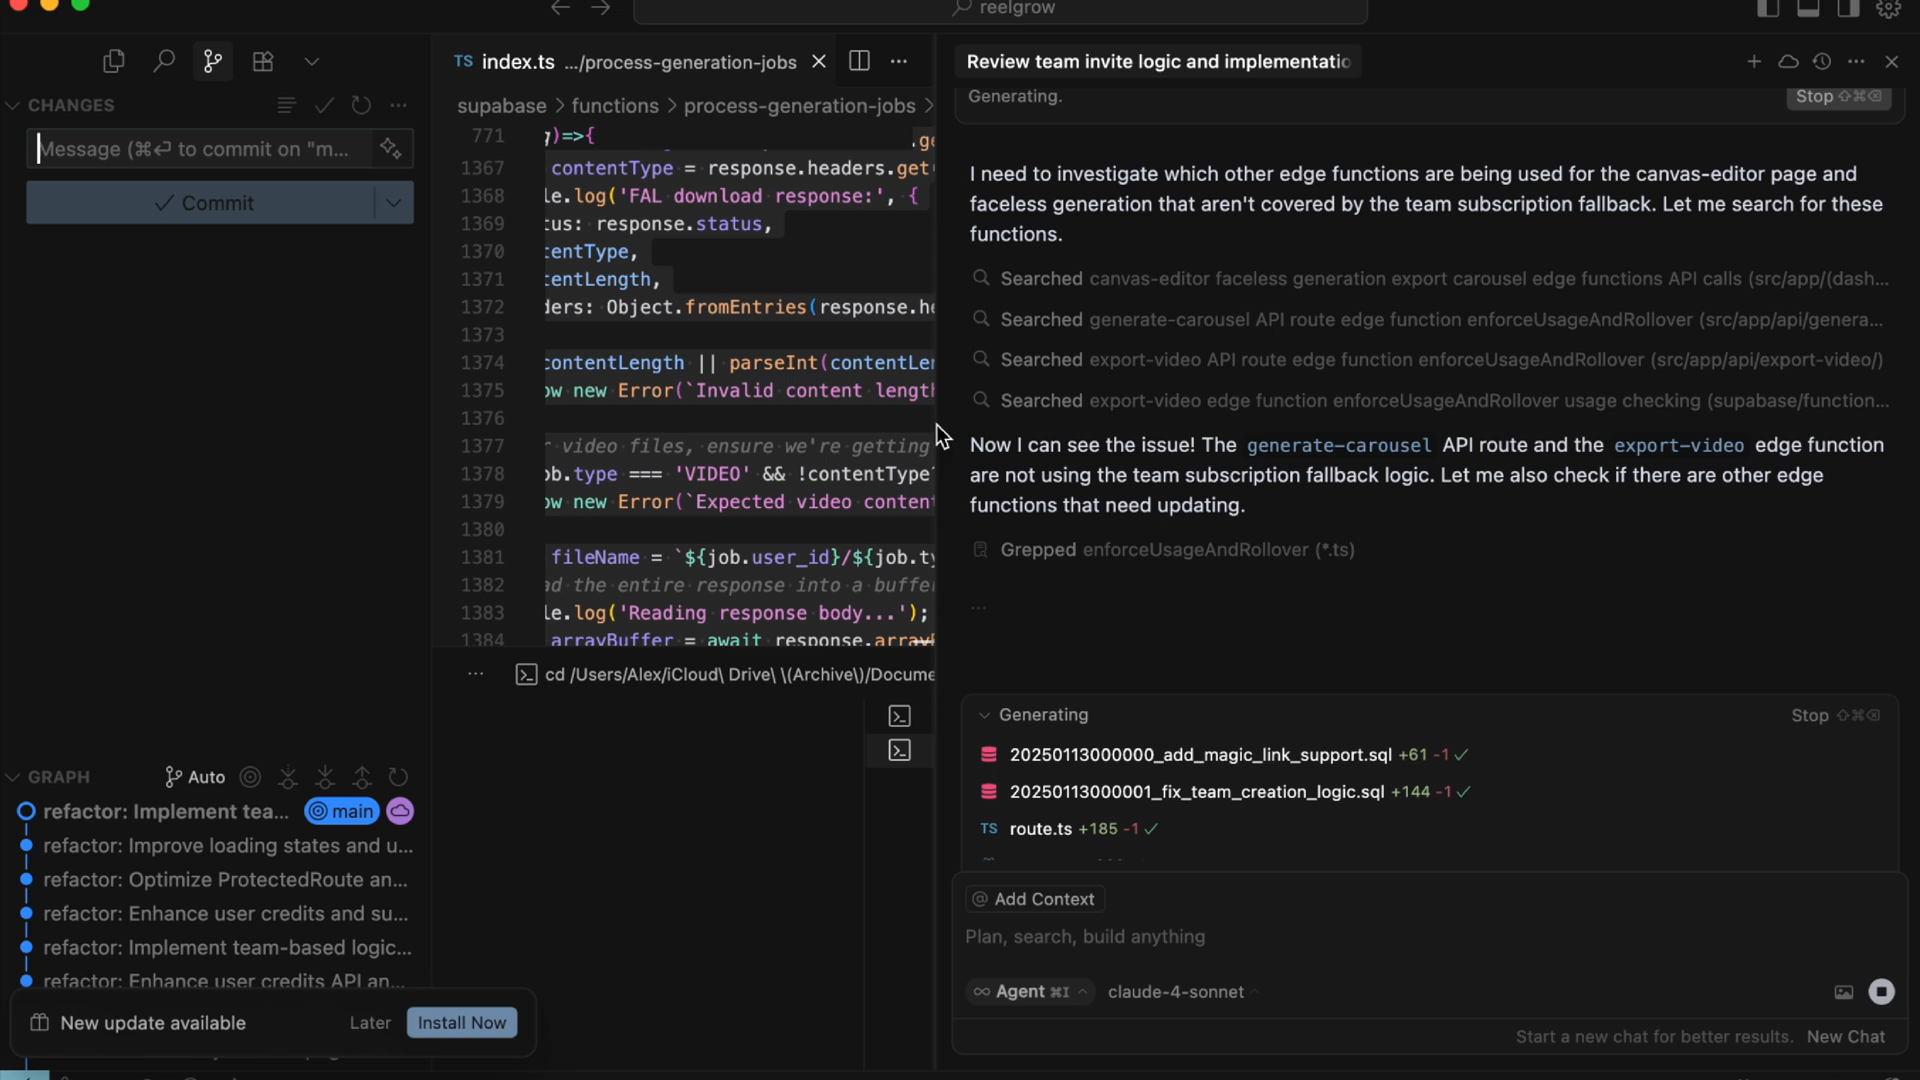 reelgrow
CHANGES
Message (⌘⏎ to commit on "m...
Commit
GRAPH
Auto
refactor: Implement tea...
main
refactor: Improve loading states and u...
refactor: Optimize ProtectedRoute an...
refactor: Enhance user credits and su...
refactor: Implement team-based logic...
refactor: Enhance user credits API an...
New update available
Later
Install Now
TS index.ts .../process-generation-jobs
supabase > functions > process-generation-jobs >
771 )=>{
1367 contentType = response.headers.get
1368 le.log('FAL download response:', {
1369 tus: response.status,
1370 tentType,
1371 tentLength,
1372 ders: Object.fromEntries(response.he
1373
1374 contentLength || parseInt(contentLen
1375 ow new Error(`Invalid content length
1376
1377 r video files, ensure we're getting
1378 ob.type === 'VIDEO' && !contentType
1379 ow new Error(`Expected video content
1380
1381 fileName = `${job.user_id}/${job.ty
1382 ad the entire response into a buffe
1383 le.log('Reading response body...');
1384 arrayBuffer = await response.array
cd /Users/Alex/iCloud\ Drive\ \(Archive\)/Docume
Review team invite logic and implementatio
Generating.
Stop ⇧⌘⌫
I need to investigate which other edge functions are being used for the canvas-editor page and
faceless generation that aren't covered by the team subscription fallback. Let me search for these
functions.
Searched canvas-editor faceless generation export carousel edge functions API calls (src/app/(dash...
Searched generate-carousel API route edge function enforceUsageAndRollover (src/app/api/genera...
Searched export-video API route edge function enforceUsageAndRollover (src/app/api/export-video/)
Searched export-video edge function enforceUsageAndRollover usage checking (supabase/function...
Now I can see the issue! The generate-carousel API route and the export-video edge function
are not using the team subscription fallback logic. Let me also check if there are other edge
functions that need updating.
Grepped enforceUsageAndRollover (*.ts)
...
Generating
Stop ⇧⌘⌫
20250113000000_add_magic_link_support.sql +61 -1
20250113000001_fix_team_creation_logic.sql +144 -1
TS route.ts +185 -1
@ Add Context
Plan, search, build anything
∞ Agent ⌘I
claude-4-sonnet
Start a new chat for better results. New Chat